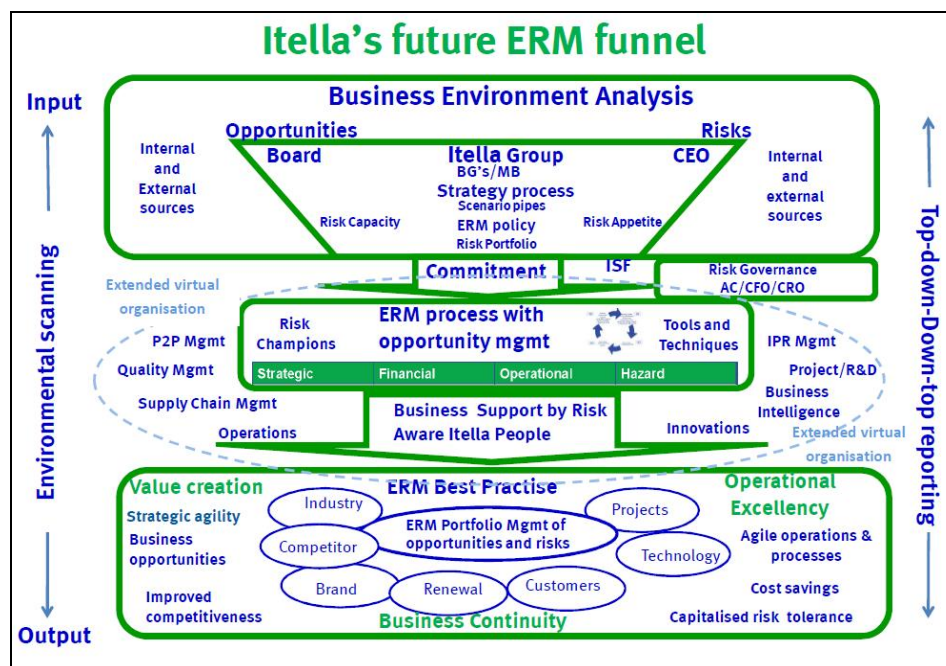 Itella's future ERM funnel
Input
Business Environment Analysis
Opportunities
Risks
Internal
and
External
sources
Board
Itella Group
CEO
BG's/MB
Strategy process
Scenario pipes
Risk Capacity
ERM policy
Risk Appetite
Risk Portfolio
Internal
and
external
sources
Environmental scanning
Top-down-Down-top reporting
Commitment
ISF
Risk Governance
AC/CFO/CRO
Extended virtual
organisation
Risk
Champions
ERM process with
opportunity mgmt
Tools and
Techniques
Strategic
Financial
Operational
Hazard
P2P Mgmt
Quality Mgmt
Supply Chain Mgmt
Operations
IPR Mgmt
Project/R&D
Business
Intelligence
Innovations
Extended virtual
organisation
Business Support by Risk
Aware Itella People
Value creation
Strategic agility
Business
opportunities
Improved
competitiveness
ERM Best Practise
Industry
Projects
ERM Portfolio Mgmt of
opportunities and risks
Competitor
Technology
Brand
Renewal
Customers
Business Continuity
Operational
Excellency
Agile operations &
processes
Cost savings
Capitalised risk tolerance
Output